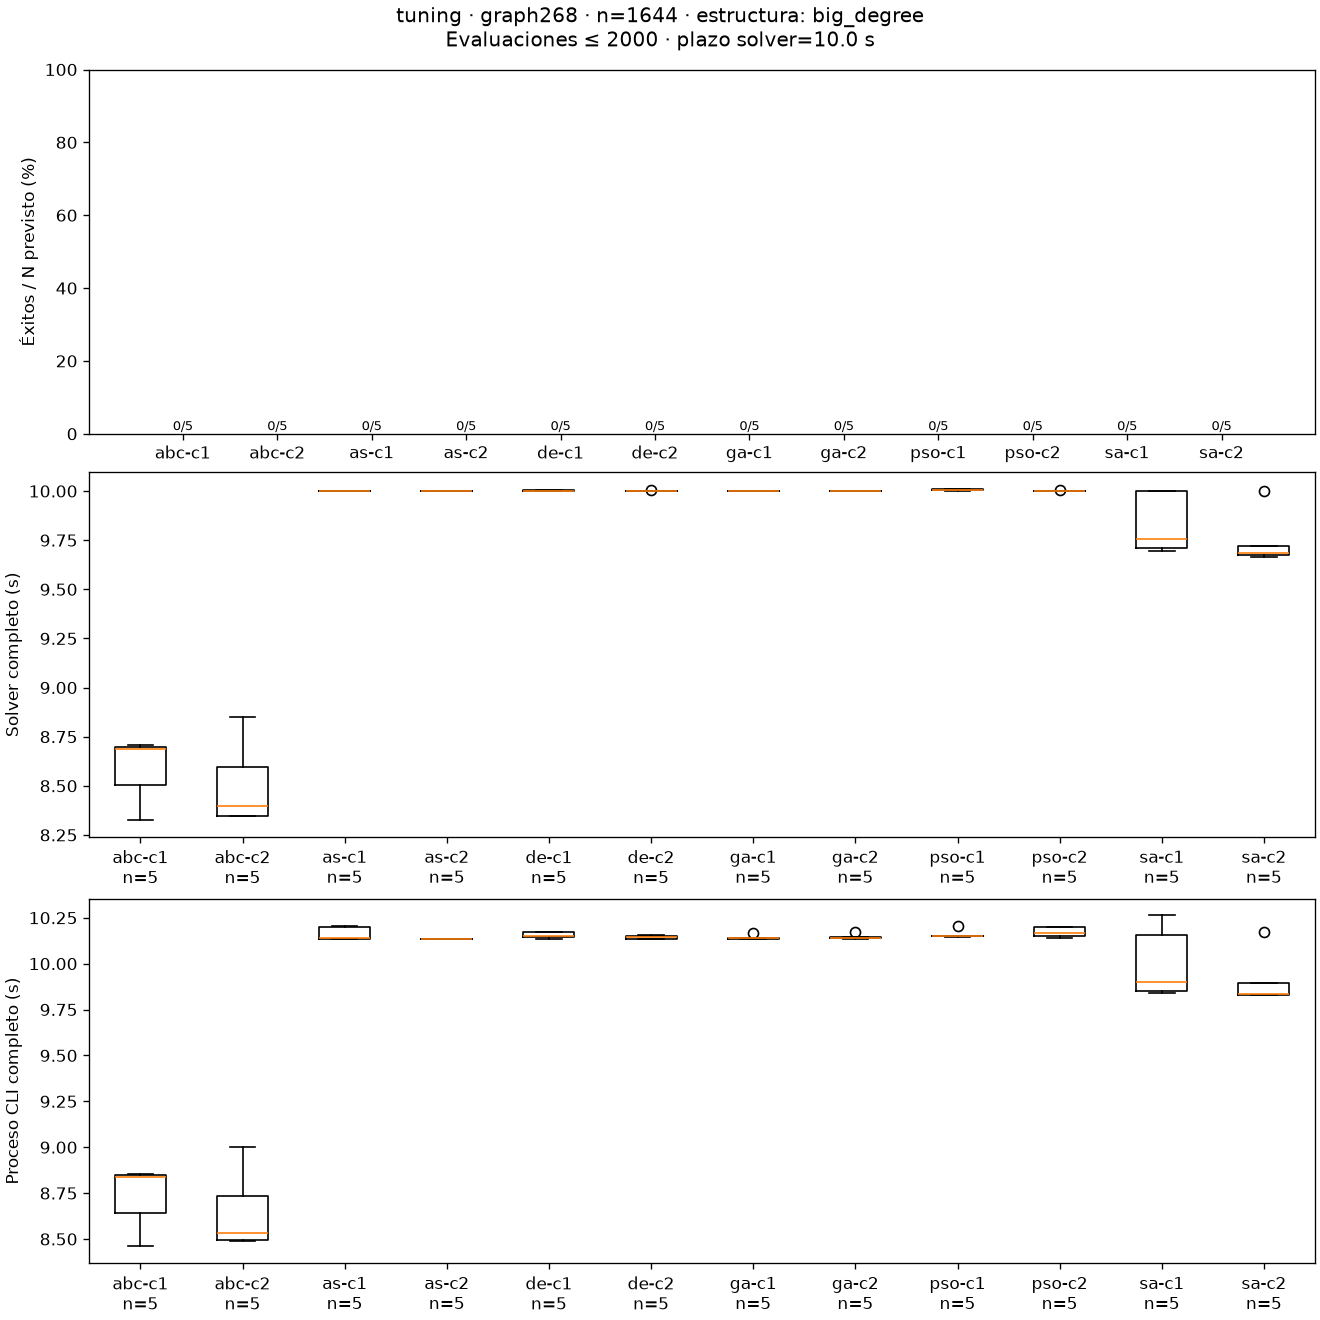 tuning · graph268 · n=1644 · estructura: big_degree
Evaluaciones ≤ 2000 · plazo solver=10.0 s
Éxitos / N previsto (%)
100
80
60
40
20
0
0/5 0/5 0/5 0/5 0/5 0/5 0/5 0/5 0/5 0/5 0/5 0/5
abc-c1 abc-c2 as-c1 as-c2 de-c1 de-c2 ga-c1 ga-c2 pso-c1 pso-c2 sa-c1 sa-c2
Solver completo (s)
10.00
9.75
9.50
9.25
9.00
8.75
8.50
8.25
abc-c1 abc-c2 as-c1 as-c2 de-c1 de-c2 ga-c1 ga-c2 pso-c1 pso-c2 sa-c1 sa-c2
n=5 n=5 n=5 n=5 n=5 n=5 n=5 n=5 n=5 n=5 n=5 n=5
Proceso CLI completo (s)
10.25
10.00
9.75
9.50
9.25
9.00
8.75
8.50
abc-c1 abc-c2 as-c1 as-c2 de-c1 de-c2 ga-c1 ga-c2 pso-c1 pso-c2 sa-c1 sa-c2
n=5 n=5 n=5 n=5 n=5 n=5 n=5 n=5 n=5 n=5 n=5 n=5